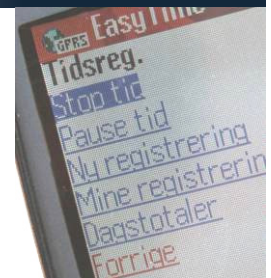 GPRS EasyTime
Tidsreg.
Stop tid
Pause tid
Ny registrering
Mine registrerin
Dagstotaler
Forrige